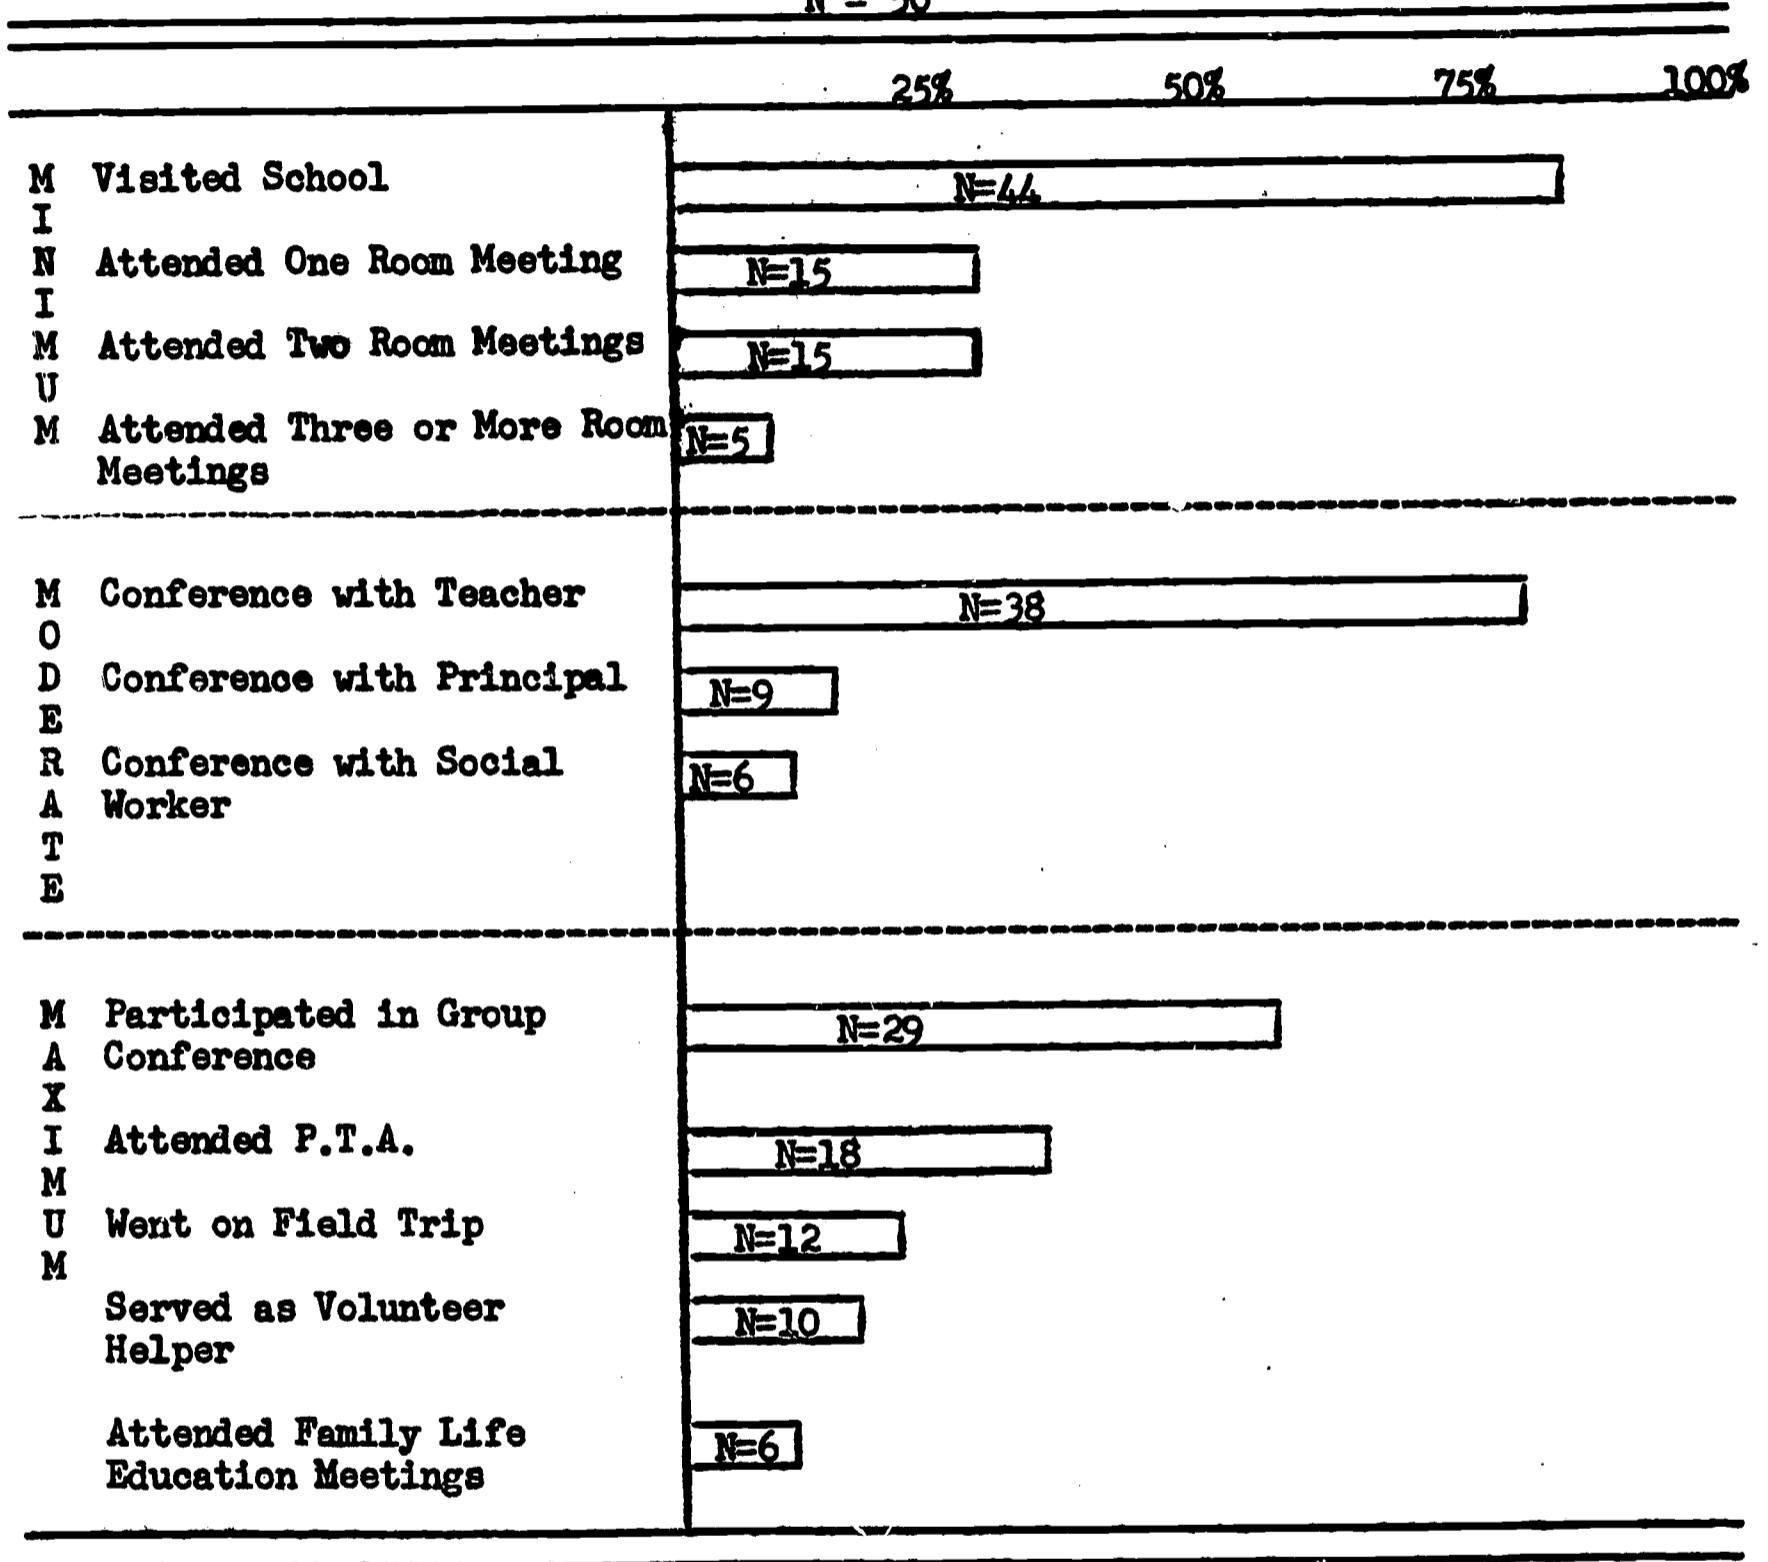 25% 50% 75% 100%
MINIMUM
Visited School N=44
Attended One Room Meeting N=15
Attended Two Room Meetings N=15
Attended Three or More Room N=5
Meetings
MODERATE
Conference with Teacher N=38
Conference with Principal N=9
Conference with Social N=6
Worker
MAXIMUM
Participated in Group N=29
Conference
Attended P.T.A. N=18
Went on Field Trip N=12
Served as Volunteer N=10
Helper
Attended Family Life N=6
Education Meetings